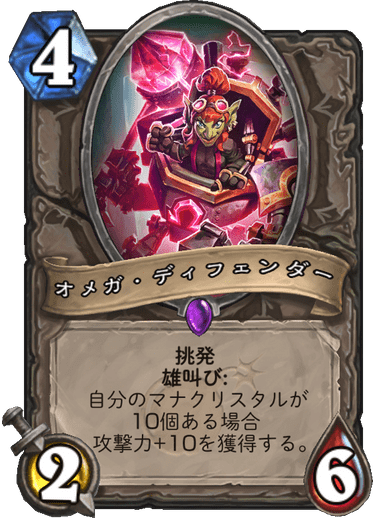 4
オメガ・ディフェンダー
挑発
雄叫び:
自分のマナクリスタルが
10個ある場合
攻撃力+10を獲得する。
2
6